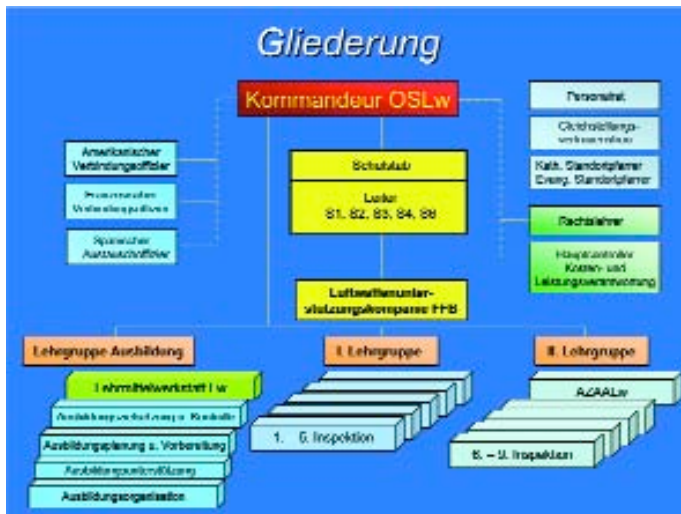 Gliederung
Kommandeur OSLw
Personalrat
Gleichstellungs-
Kath. Standortpfarrer
Evang. Standortpfarrer
Amerikanischer
Verbindungsoffizier
Französischer
Verbindungsoffizier
Spanischer
Austauschoffizier
Schulstab
Leiter
S1, S2, S3, S4, S6
Rechtslehrer
Hauptcontroller
Kosten- und
Leistungsverantwortung
Luftwaffenunter-
stützungskompanie FFB
Lehrgruppe Ausbildung
I. Lehrgruppe
II. Lehrgruppe
Lehrmittelwerkstatt Lw
AZAALw
Ausbildungsplanung u. Vorbereitung
Ausbildungsunterstützung
Ausbildungsorganisation
1. - 5. Inspektion
6. – 9. Inspektion